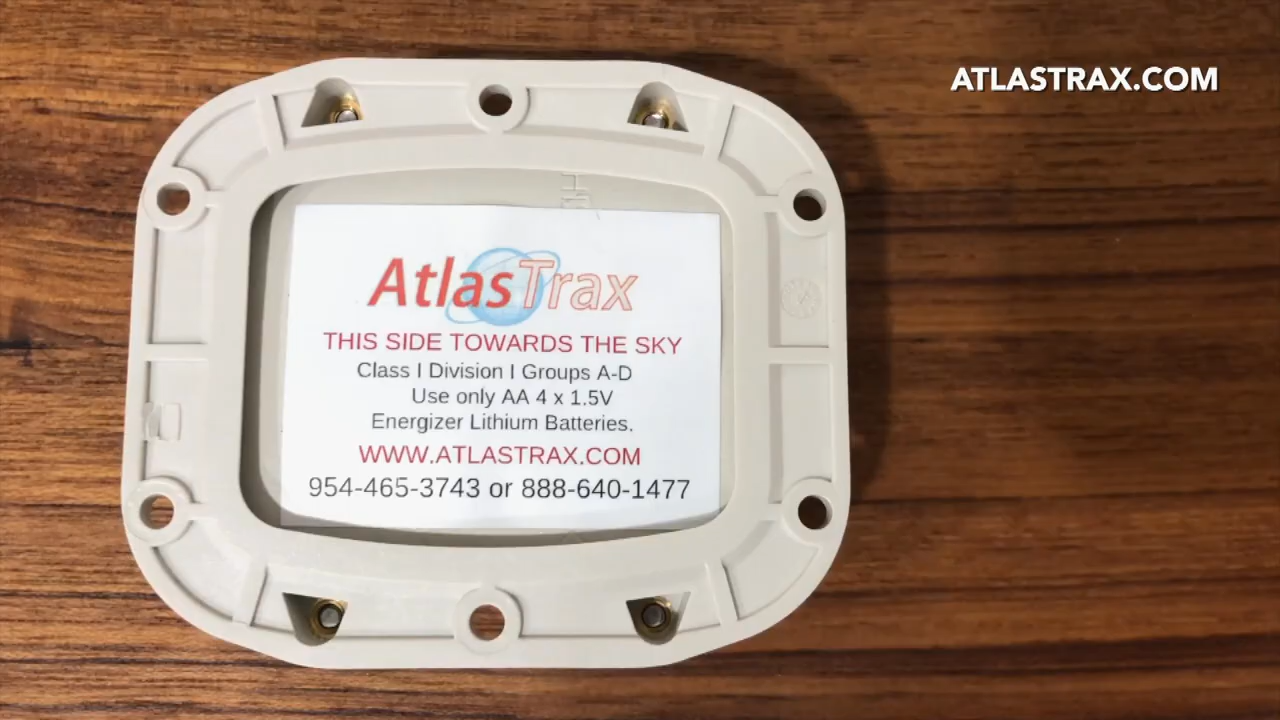 ATLASTRAX.COM
AtlasTrax
THIS SIDE TOWARDS THE SKY
Class I Division I Groups A-D
Use only AA 4 x 1.5V
Energizer Lithium Batteries.
WWW.ATLASTRAX.COM
954-465-3743 or 888-640-1477